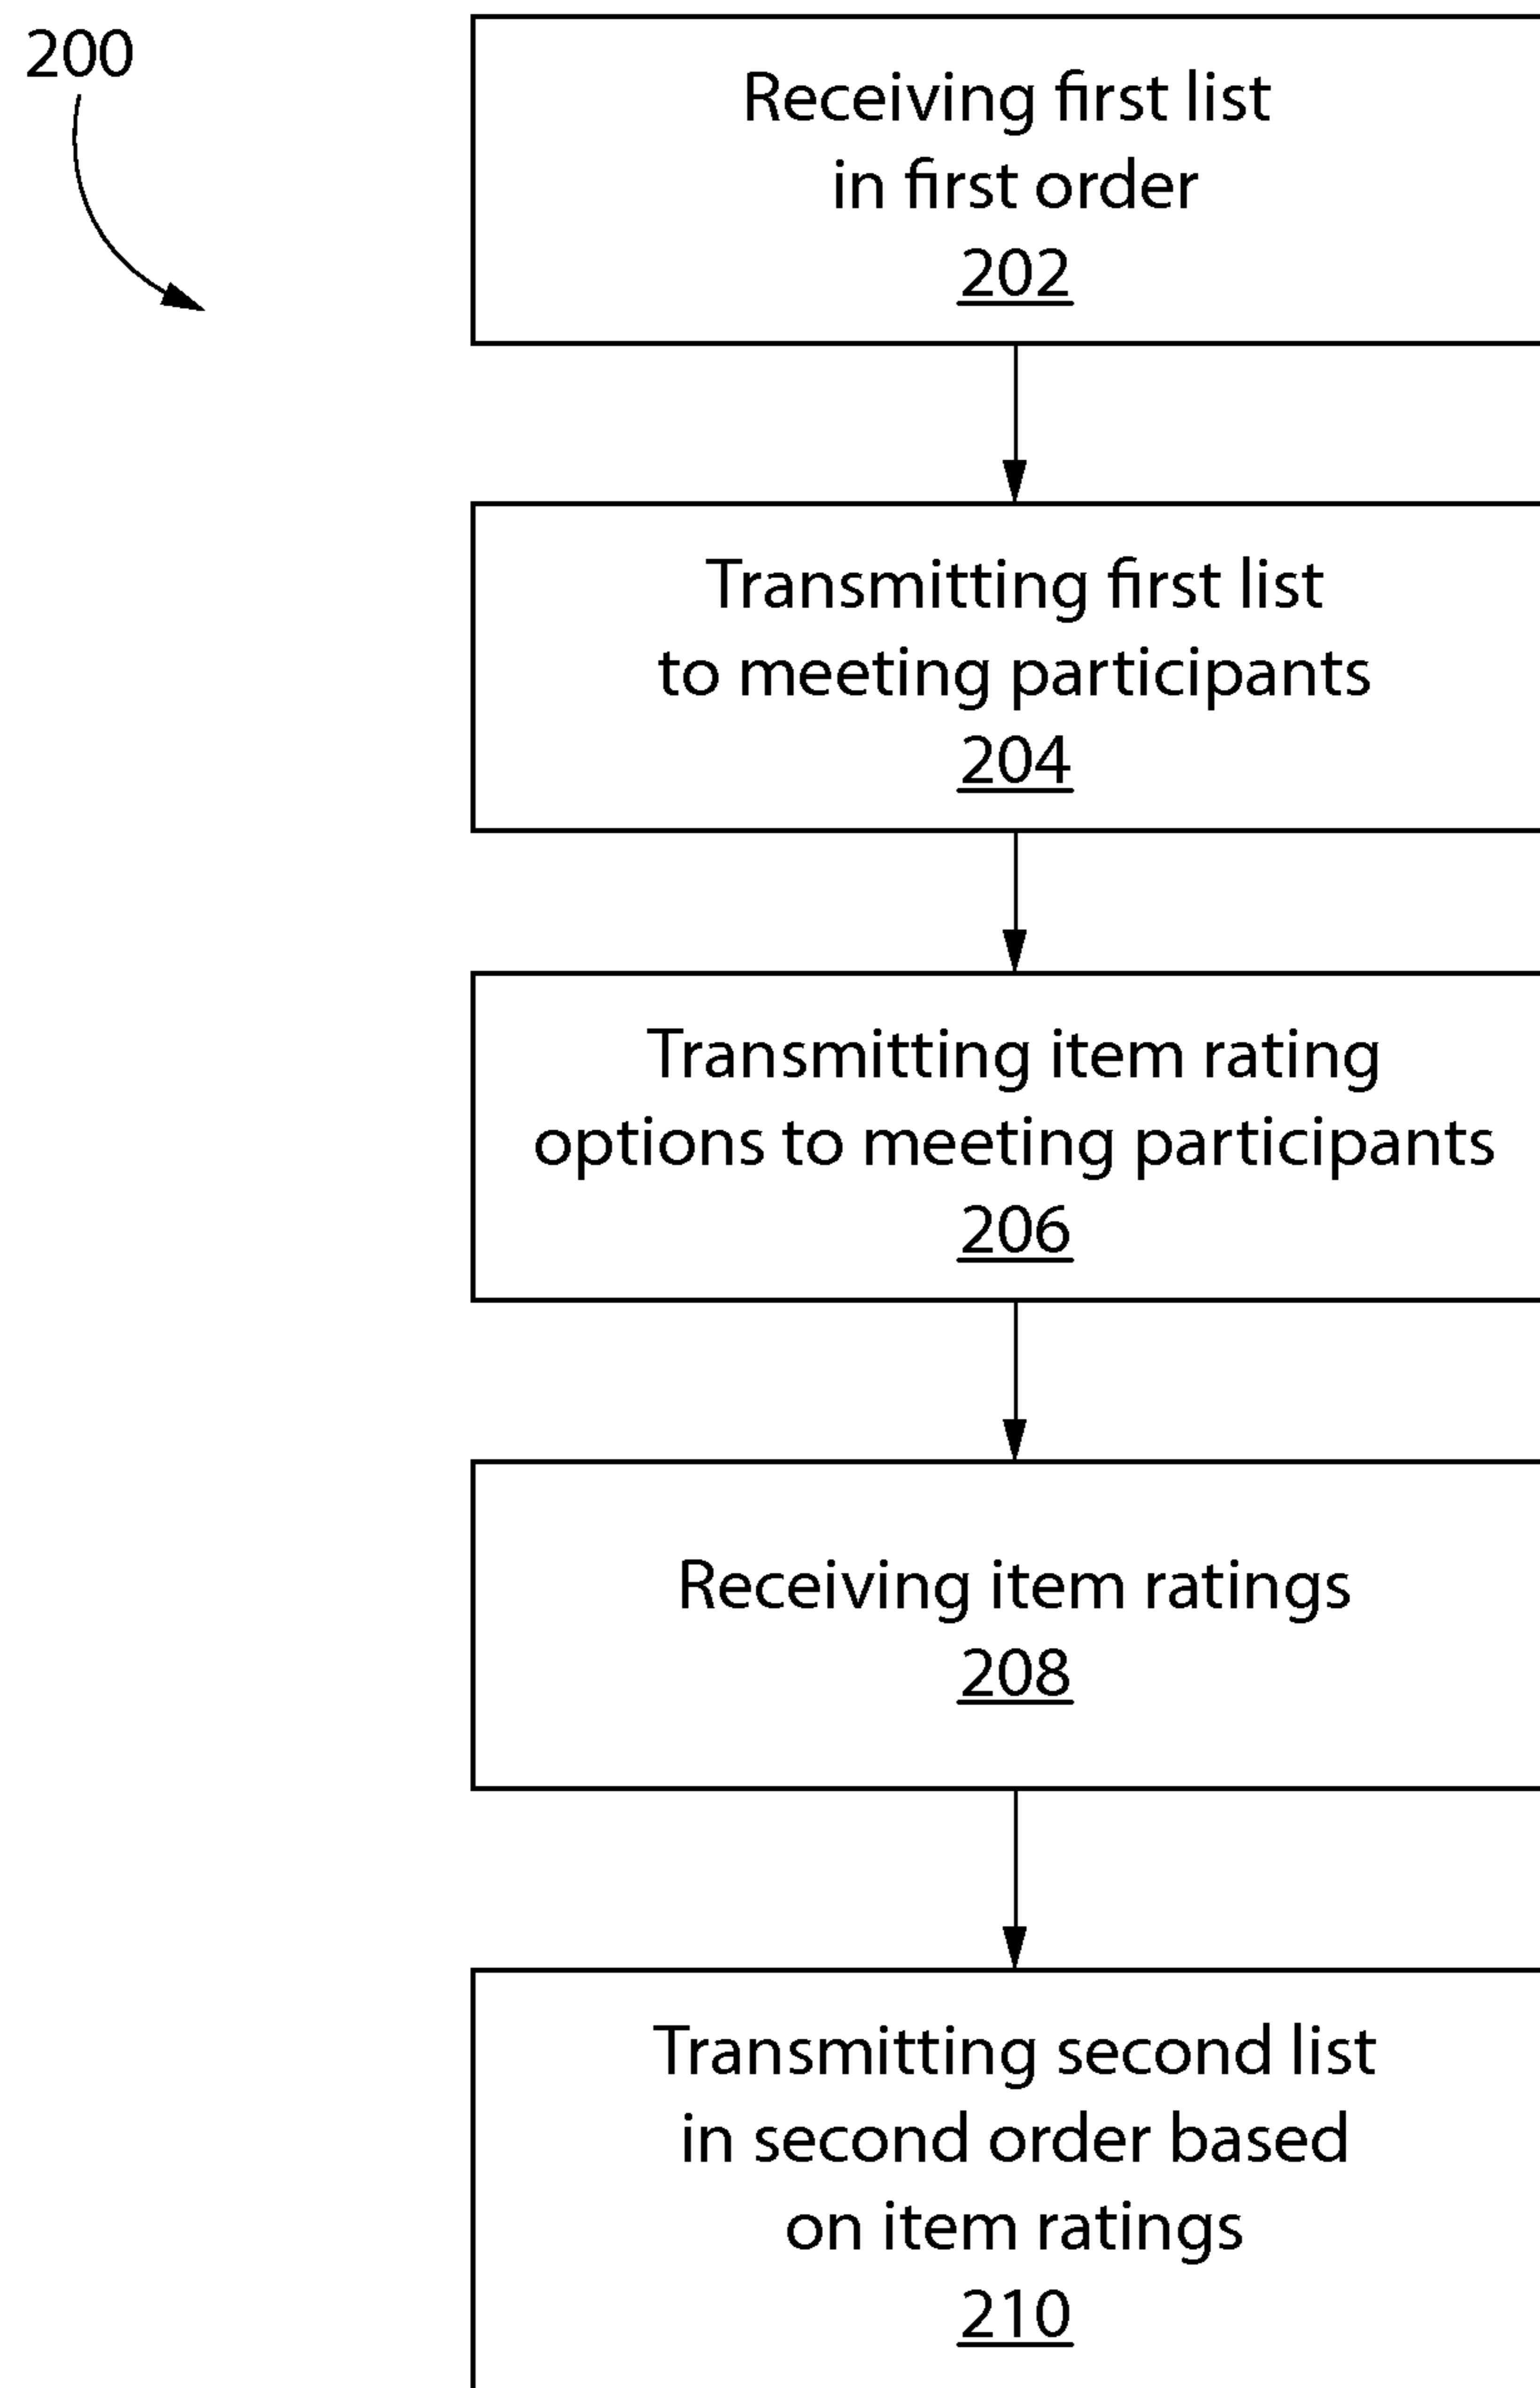 200
Receiving first list
in first order
202
Transmitting first list
to meeting participants
204
Transmitting item rating
options to meeting participants
206
Receiving item ratings
208
Transmitting second list
in second order based
on item ratings
210